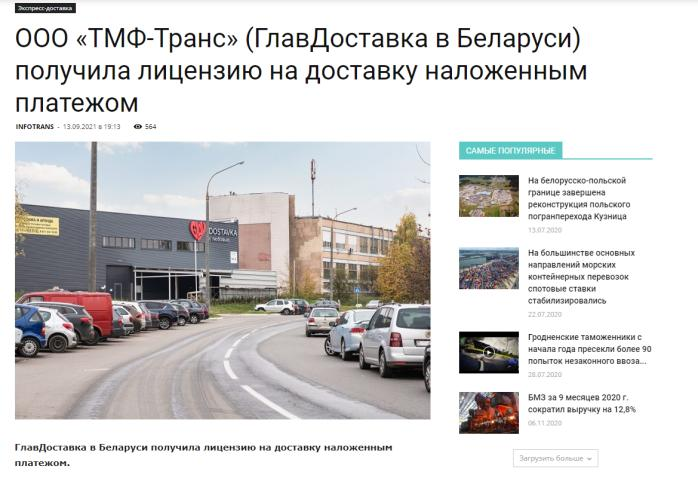 Экспресс-доставка
ООО «ТМФ-Транс» (ГлавДоставка в Беларуси)
получила лицензию на доставку наложенным
платежом
INFOTRANS - 13.09.2021 в 19:13 564
DOSTAVKA
ГлавДоставка в Беларуси получила лицензию на доставку наложенным
платежом.
САМЫЕ ПОПУЛЯРНЫЕ
На белорусско-польской
границе завершена
реконструкция польского
погранперехода Кузница
13.07.2020
На большинстве основных
направлений морских
контейнерных перевозок
спотовые ставки
стабилизировались
22.07.2020
Гродненские таможенники с
начала года пресекли более 90
попыток незаконного ввоза...
28.07.2020
БМЗ за 9 месяцев 2020 г.
сократил выручку на 12,8%
06.11.2020
Загрузить больше